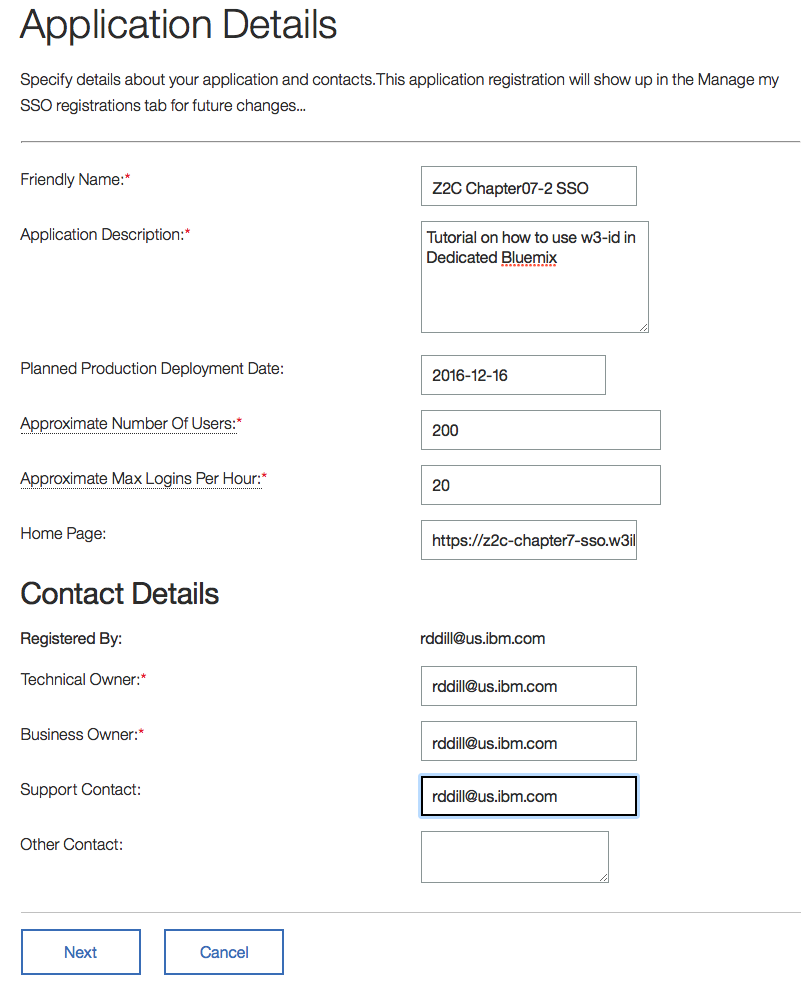 Application Details
Specify details about your application and contacts.This application registration will show up in the Manage my
SSO registrations tab for future changes...
Friendly Name:*
Z2C Chapter07-2 SSO
Application Description:*
Tutorial on how to use w3-id in
Dedicated Bluemix
Planned Production Deployment Date:
2016-12-16
Approximate Number Of Users:*
200
Approximate Max Logins Per Hour:*
20
Home Page:
https://z2c-chapter7-sso.w3il
Contact Details
Registered By:
rddill@us.ibm.com
Technical Owner:*
rddill@us.ibm.com
Business Owner:*
rddill@us.ibm.com
Support Contact:
rddill@us.ibm.com
Other Contact:
Next
Cancel